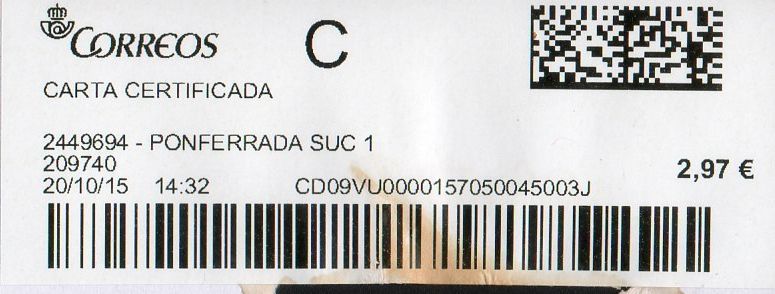 CORREOS
C
CARTA CERTIFICADA
2449694 - PONFERRADA SUC 1
209740
2,97 €
20/10/15 14:32 CD09VU0000157050045003J